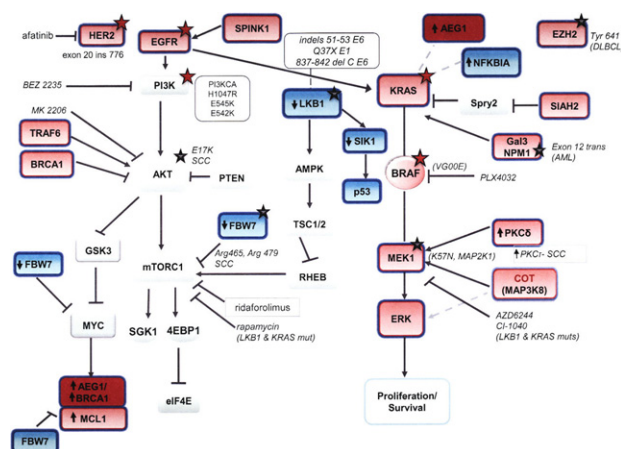 afatinib
HER2
exon 20 ins 776
EGFR
SPINK1
indels 51-53 E6
Q37X E1
837-842 del C E6
AEG1
EZH2
Tyr 641
(DLBCL)
NFKBIA
BEZ 2235
PI3K
PI3KCA
H1047R
E545K
E542K
LKB1
KRAS
Spry2
SIAH2
MK 2206
TRAF6
BRCA1
E17K
SCC
AKT
PTEN
SIK1
AMPK
p53
Gal3
NPM1
Exon 12 trans
(AML)
BRAF
(VG00E)
PLX4032
FBW7
TSC1/2
GSK3
Arg465, Arg 479
SCC
FBW7
mTORC1
RHEB
MEK1
PKCδ
(K57N, MAP2K1)
PKCι- SCC
COT
(MAP3K8)
MYC
ridaforolimus
SGK1
4EBP1
rapamycin
(LKB1 & KRAS mut)
ERK
AZD6244
CI-1040
(LKB1 & KRAS muts)
AEG1/
BRCA1
MCL1
eIF4E
Proliferation/
Survival
FBW7